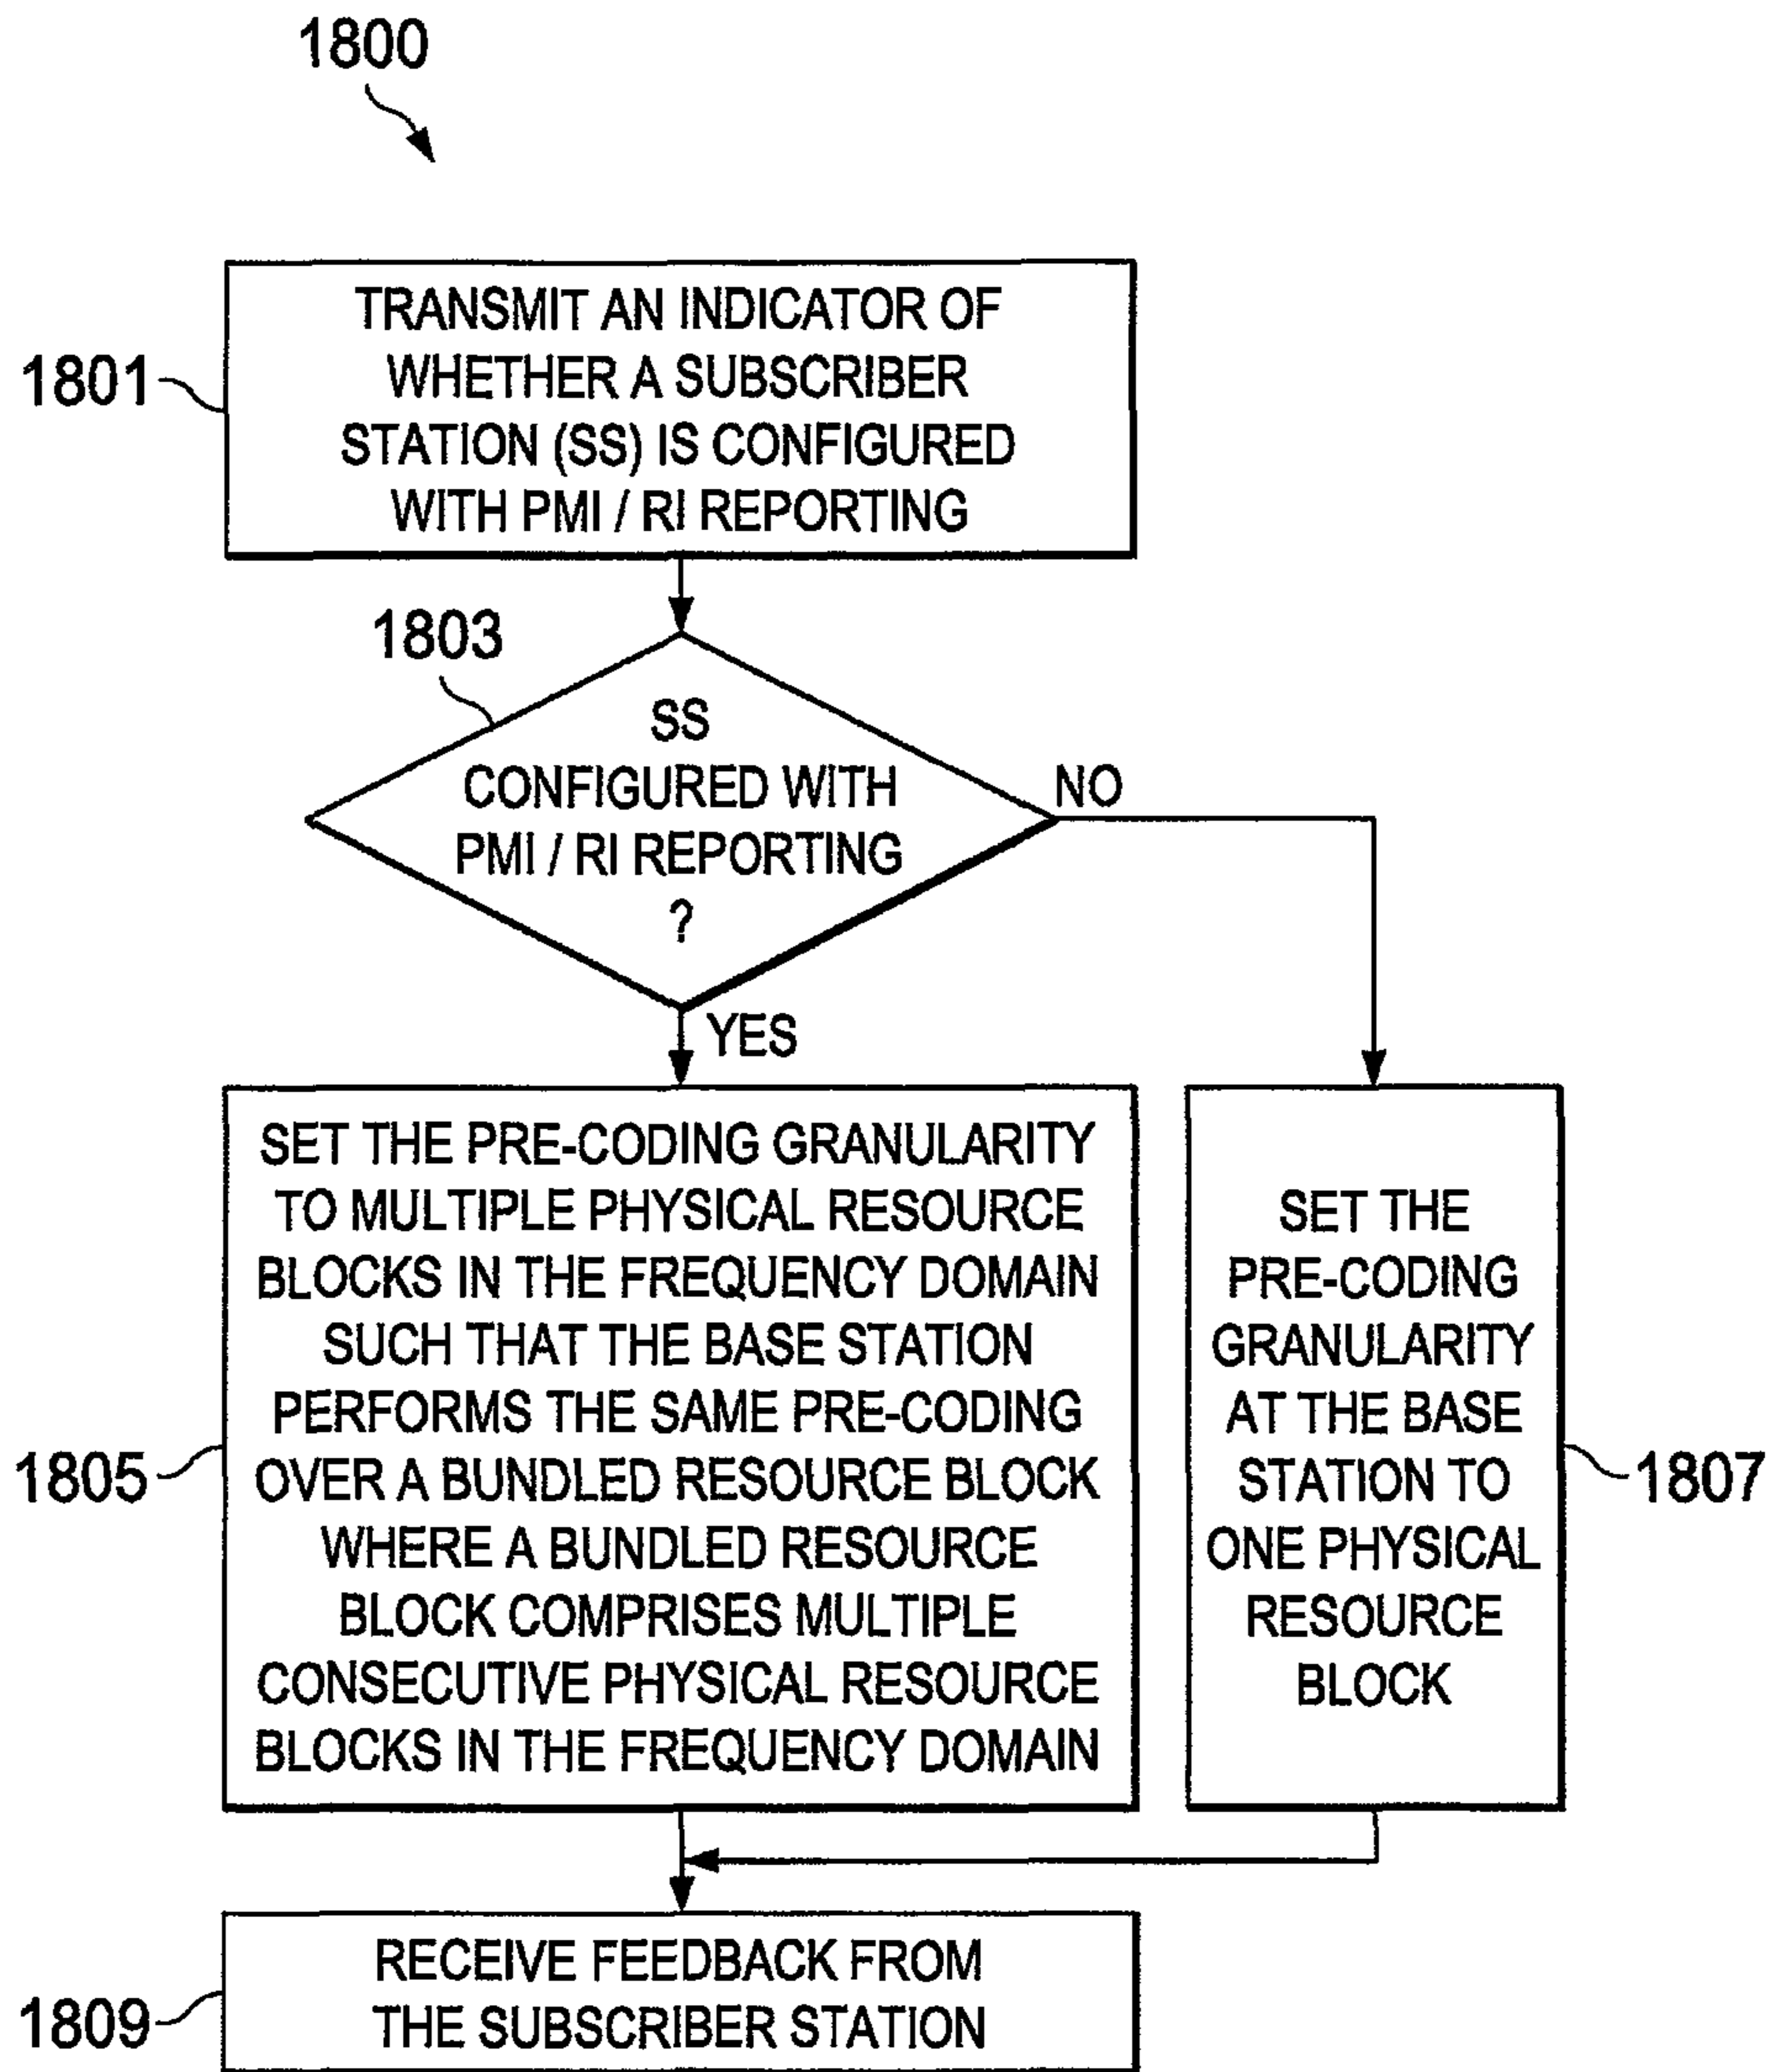 1800
1801
TRANSMIT AN INDICATOR OF
WHETHER A SUBSCRIBER
STATION (SS) IS CONFIGURED
WITH PMI / RI REPORTING
1803
SS
CONFIGURED WITH
PMI / RI REPORTING
?
NO
YES
1805
SET THE PRE-CODING GRANULARITY
TO MULTIPLE PHYSICAL RESOURCE
BLOCKS IN THE FREQUENCY DOMAIN
SUCH THAT THE BASE STATION
PERFORMS THE SAME PRE-CODING
OVER A BUNDLED RESOURCE BLOCK
WHERE A BUNDLED RESOURCE
BLOCK COMPRISES MULTIPLE
CONSECUTIVE PHYSICAL RESOURCE
BLOCKS IN THE FREQUENCY DOMAIN
SET THE
PRE-CODING
GRANULARITY
AT THE BASE
STATION TO
ONE PHYSICAL
RESOURCE
BLOCK
1807
1809
RECEIVE FEEDBACK FROM
THE SUBSCRIBER STATION